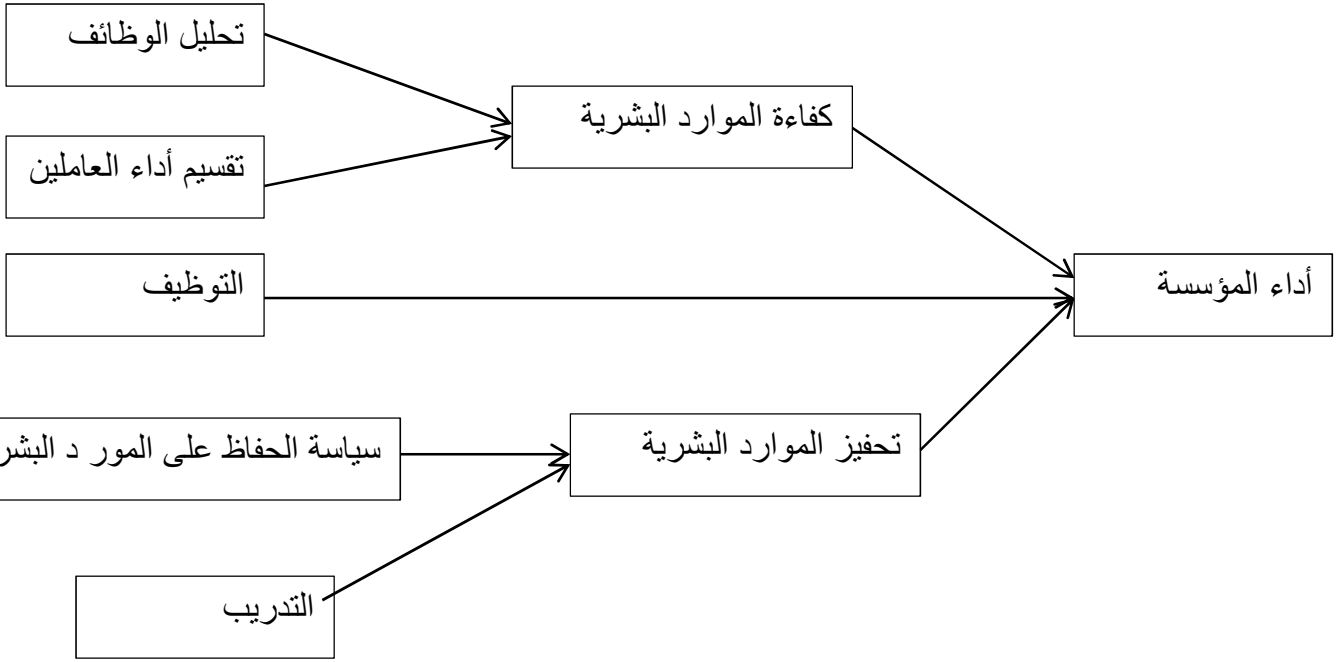 تحليل الوظائف
كفاءة الموارد البشرية
تقسيم أداء العاملين
التوظيف
أداء المؤسسة
سياسة الحفاظ على المور د البشر
تحفيز الموارد البشرية
التدريب